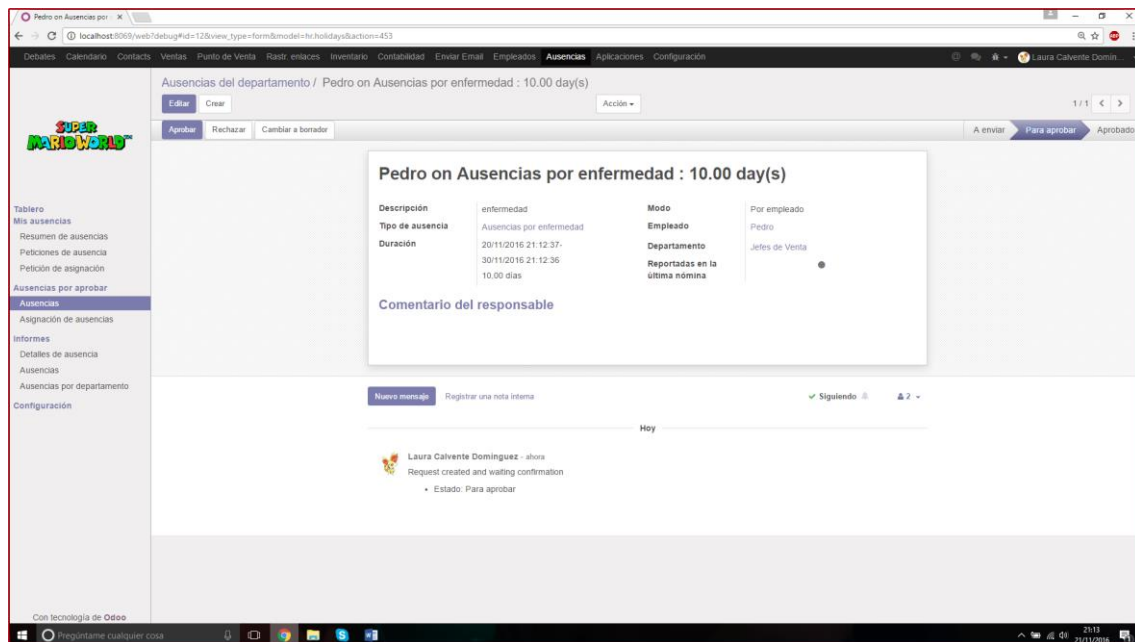 Pedro on Ausencias por
localhost:8069/web?debug#id=12&view_type=form&model=hr.holidays&action=453
Debates Calendario Contacts Ventas Punto de Venta Rastr. enlaces Inventario Contabilidad Enviar Email Empleados Ausencias Aplicaciones Configuración Laura Calvente Domin...
Ausencias del departamento / Pedro on Ausencias por enfermedad : 10.00 day(s)
Editar Crear Acción 1 / 1
SUPER
MARIO WORLD™
Aprobar Rechazar Cambiar a borrador A enviar Para aprobar Aprobado
Pedro on Ausencias por enfermedad : 10.00 day(s)
Descripción enfermedad Modo Por empleado
Tipo de ausencia Ausencias por enfermedad Empleado Pedro
Duración 20/11/2016 21:12:37- Departamento Jefes de Venta
30/11/2016 21:12:36 Reportadas en la
10,00 días última nómina
Comentario del responsable
Tablero
Mis ausencias
Resumen de ausencias
Peticiones de ausencia
Petición de asignación
Ausencias por aprobar
Ausencias
Asignación de ausencias
Informes
Detalles de ausencia
Ausencias
Ausencias por departamento
Configuración
Nuevo mensaje Registrar una nota interna Siguiendo 2
Hoy
Laura Calvente Dominguez - ahora
Request created and waiting confirmation
• Estado: Para aprobar
Con tecnología de Odoo
Pregúntame cualquier cosa
21:13
21/11/2016